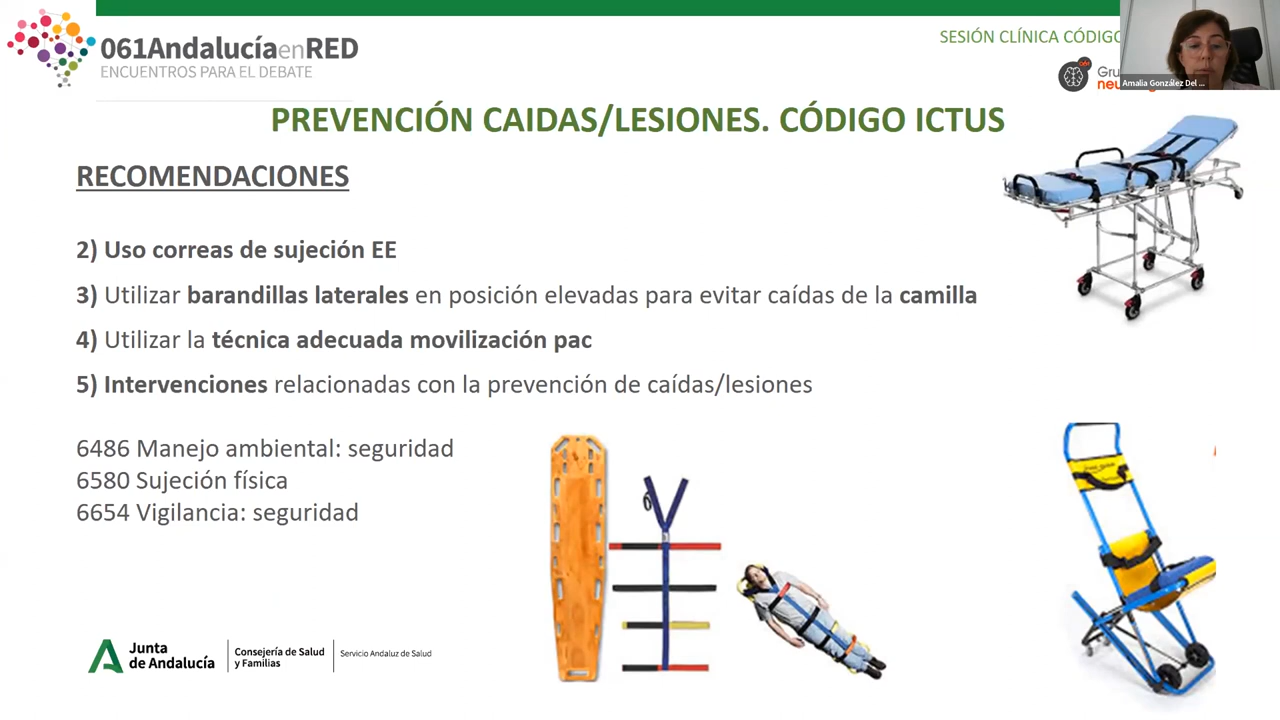 061AndalucíaenRED
ENCUENTROS PARA EL DEBATE
SESIÓN CLÍNICA CÓDIGO
Amalia González Del ...
PREVENCIÓN CAIDAS/LESIONES. CÓDIGO ICTUS
RECOMENDACIONES
2) Uso correas de sujeción EE
3) Utilizar barandillas laterales en posición elevadas para evitar caídas de la camilla
4) Utilizar la técnica adecuada movilización pac
5) Intervenciones relacionadas con la prevención de caídas/lesiones
6486 Manejo ambiental: seguridad
6580 Sujeción física
6654 Vigilancia: seguridad
Junta
de Andalucía
Consejería de Salud
y Familias
Servicio Andaluz de Salud